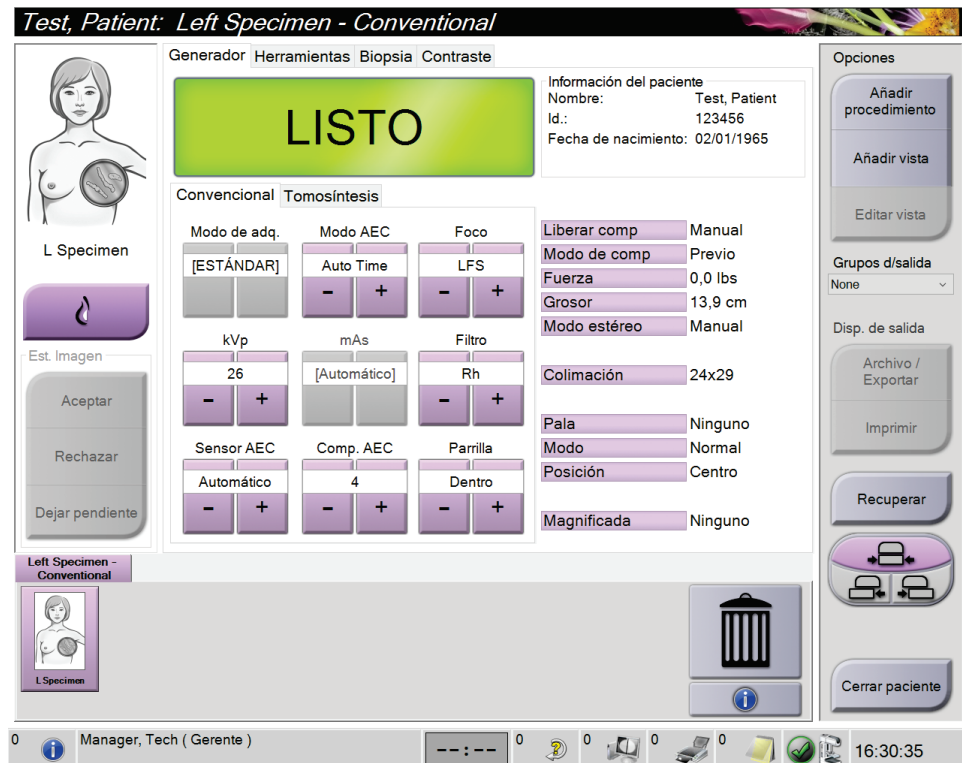 Test, Patient: Left Specimen - Conventional
L Specimen
Est. Imagen
Aceptar
Rechazar
Dejar pendiente
Generador Herramientas Biopsia Contraste
LISTO
Información del paciente
Nombre: Test, Patient
Id.: 123456
Fecha de nacimiento: 02/01/1965
Convencional Tomosíntesis
Modo de adq. Modo AEC Foco
[ESTÁNDAR] Auto Time LFS
- + - +
kVp mAs Filtro
26 [Automático] Rh
- + - +
Sensor AEC Comp. AEC Parrilla
Automático 4 Dentro
- + - + - +
Liberar comp Manual
Modo de comp Previo
Fuerza 0,0 lbs
Grosor 13,9 cm
Modo estéreo Manual
Colimación 24x29
Pala Ninguno
Modo Normal
Posición Centro
Magnificada Ninguno
Opciones
Añadir
procedimiento
Añadir vista
Editar vista
Grupos d/salida
None
Disp. de salida
Archivo /
Exportar
Imprimir
Recuperar
Cerrar paciente
Left Specimen -
Conventional
L Specimen
0 Manager, Tech ( Gerente ) --:-- 0 0 0 0 16:30:35